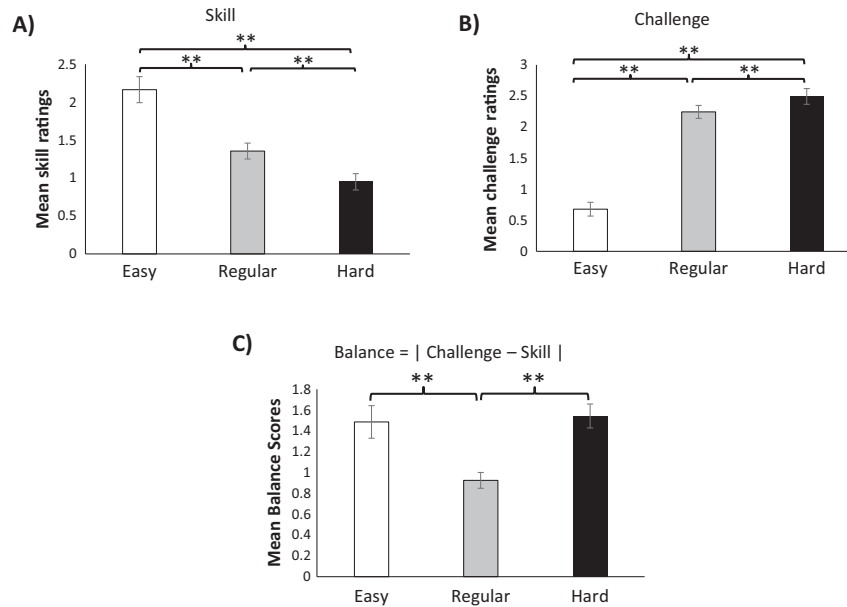 A)
Skill
**
**
**
Mean skill ratings
2.5
2
1.5
1
0.5
0
Easy Regular Hard
B)
Challenge
**
**
**
Mean challenge ratings
3
2.5
2
1.5
1
0.5
0
Easy Regular Hard
C)
Balance = | Challenge – Skill |
**
**
Mean Balance Scores
1.8
1.6
1.4
1.2
1
0.8
0.6
0.4
0.2
0
Easy Regular Hard